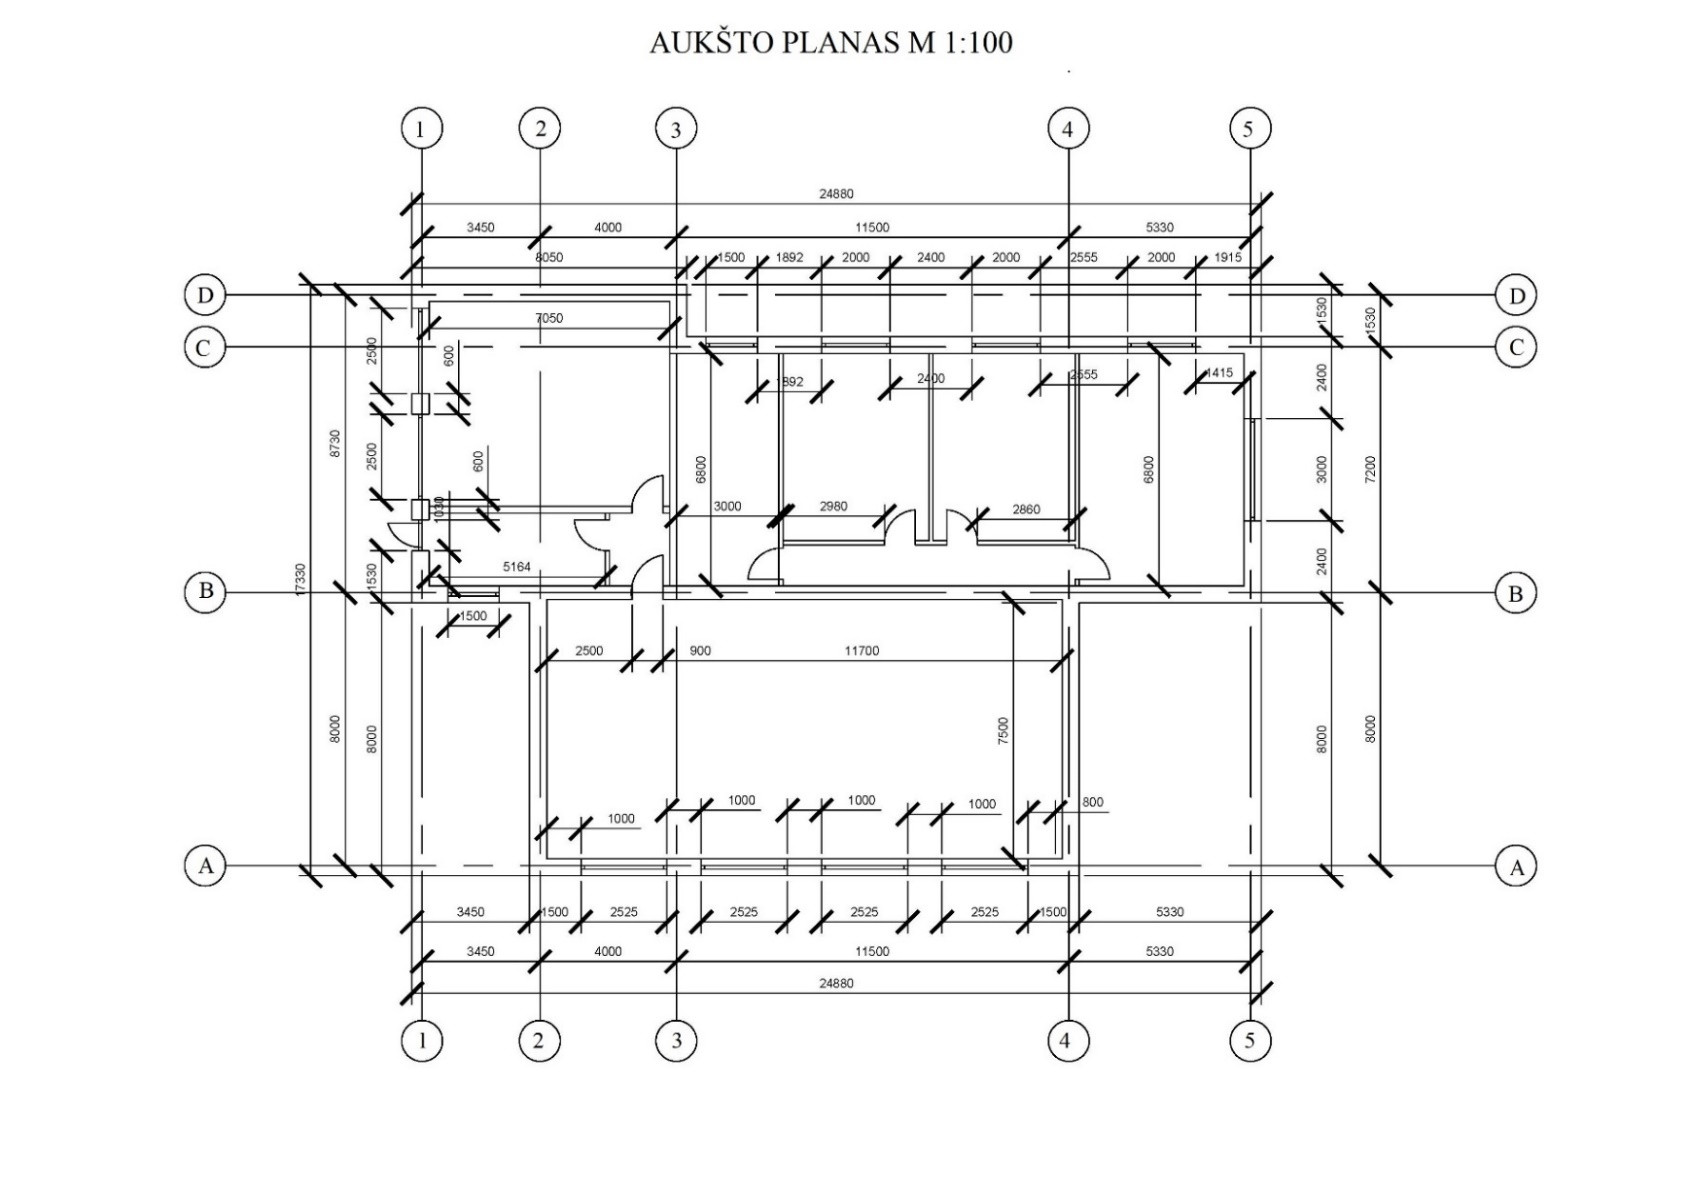 AUKŠTO PLANAS M 1:100
1 2 3 4 5
24880
3450 4000 11500 5330
8050 1500 1892 2000 2400 2000 2555 2000 1915
D D
1530 1530
7050
C C
2500 600 1892 2400 2555 1415 2400
8730 2500 600 6800 6800 3000 7200
1030 3000 2980 2860
17330 1530 5164 2400
B B
1500
2500 900 11700
8000 8000 7500 8000 8000
1000 1000 1000 1000 800
A A
3450 1500 2525 2525 2525 2525 1500 5330
3450 4000 11500 5330
24880
1 2 3 4 5